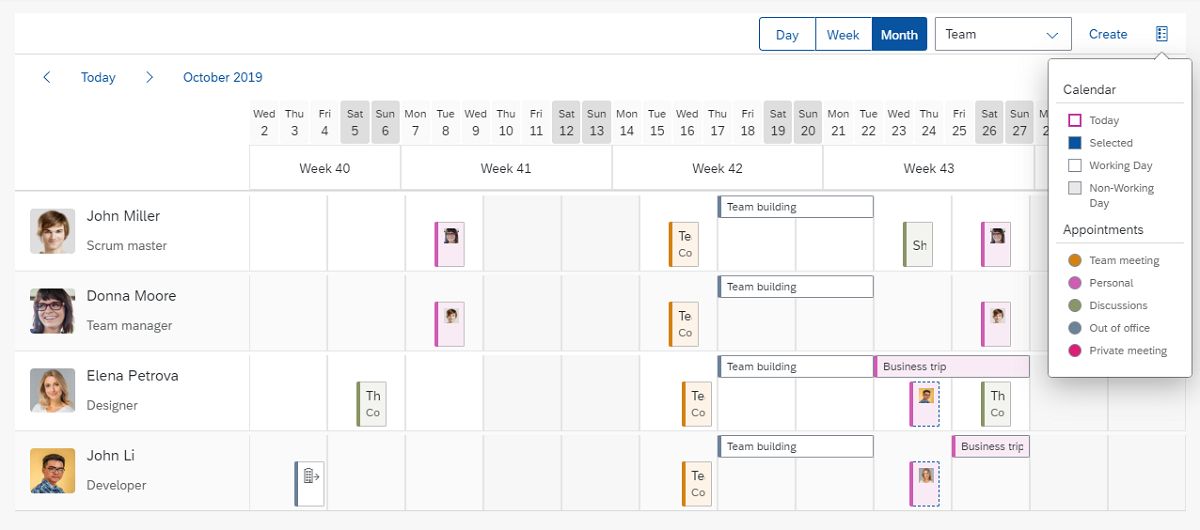 Day Week Month Team Create
Today October 2019
Calendar
Today
Selected
Working Day
Non-Working
Day
Appointments
Team meeting
Personal
Discussions
Out of office
Private meeting
Wed Thu Fri Sat Sun Mon Tue Wed Thu Fri Sat Sun Mon Tue Wed Thu Fri Sat Sun Mon Tue Wed Thu Fri Sat Sun
2 3 4 5 6 7 8 9 10 11 12 13 14 15 16 17 18 19 20 21 22 23 24 25 26 27
Week 40 Week 41 Week 42 Week 43
John Miller
Scrum master
Team building
Te
Co
Sh
Donna Moore
Team manager
Team building
Te
Co
Elena Petrova
Designer
Team building Business trip
Th Te Th
Co Co Co
John Li
Developer
Team building Business trip
Te
Co